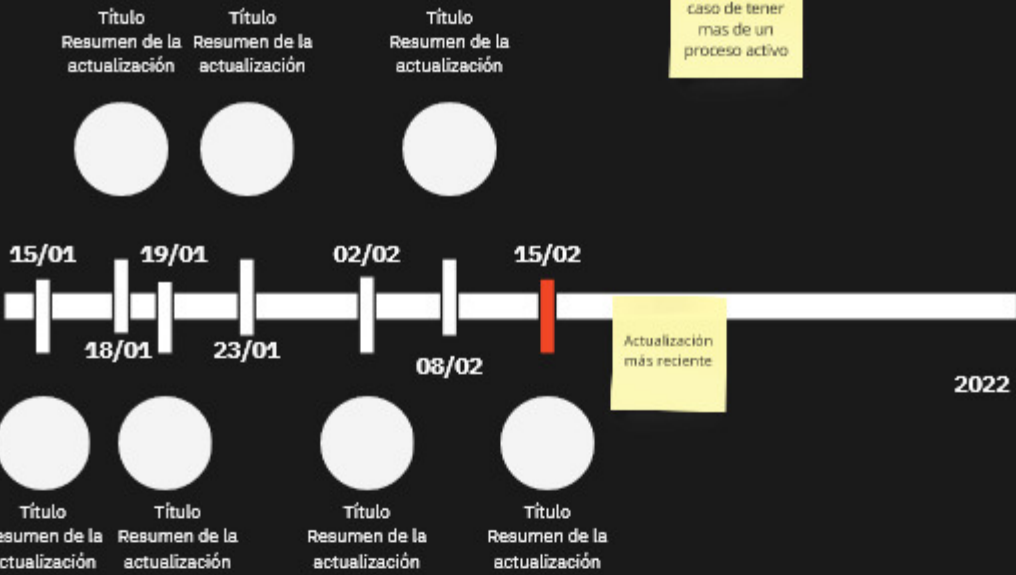 Título
Resumen de la
actualización
Título
Resumen de la
actualización
Título
Resumen de la
actualización
caso de tener
mas de un
proceso activo
15/01
19/01
02/02
15/02
18/01
23/01
08/02
Actualización
más reciente
2022
Título
esumen de la
ctualización
Título
Resumen de la
actualización
Título
Resumen de la
actualización
Título
Resumen de la
actualización